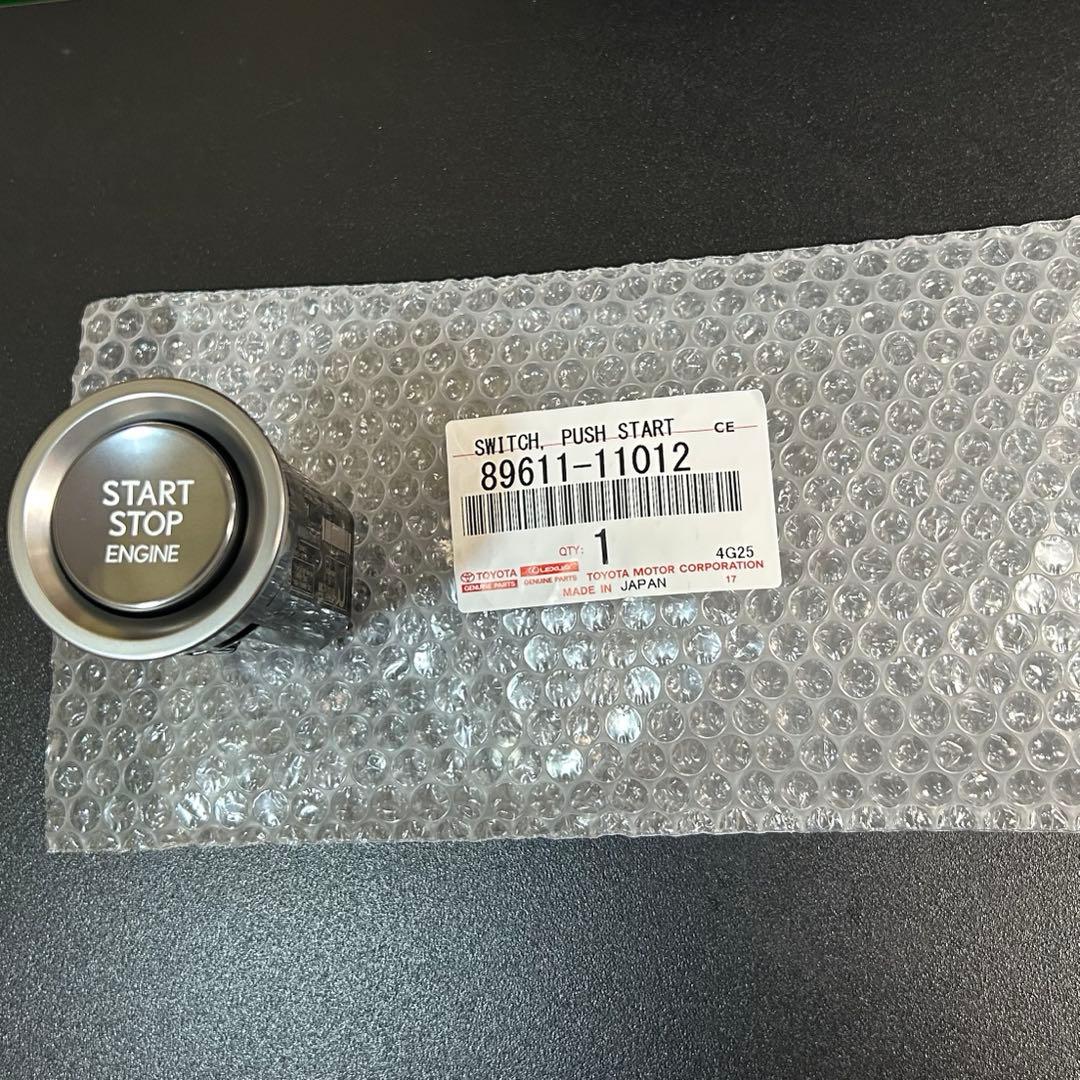 START
STOP
ENGINE
SWITCH, PUSH START CE
89611-11012
QTY: 1 4G25
TOYOTA LEXUS TOYOTA MOTOR CORPORATION
GENUINE PARTS GENUINE PARTS 17
MADE IN JAPAN